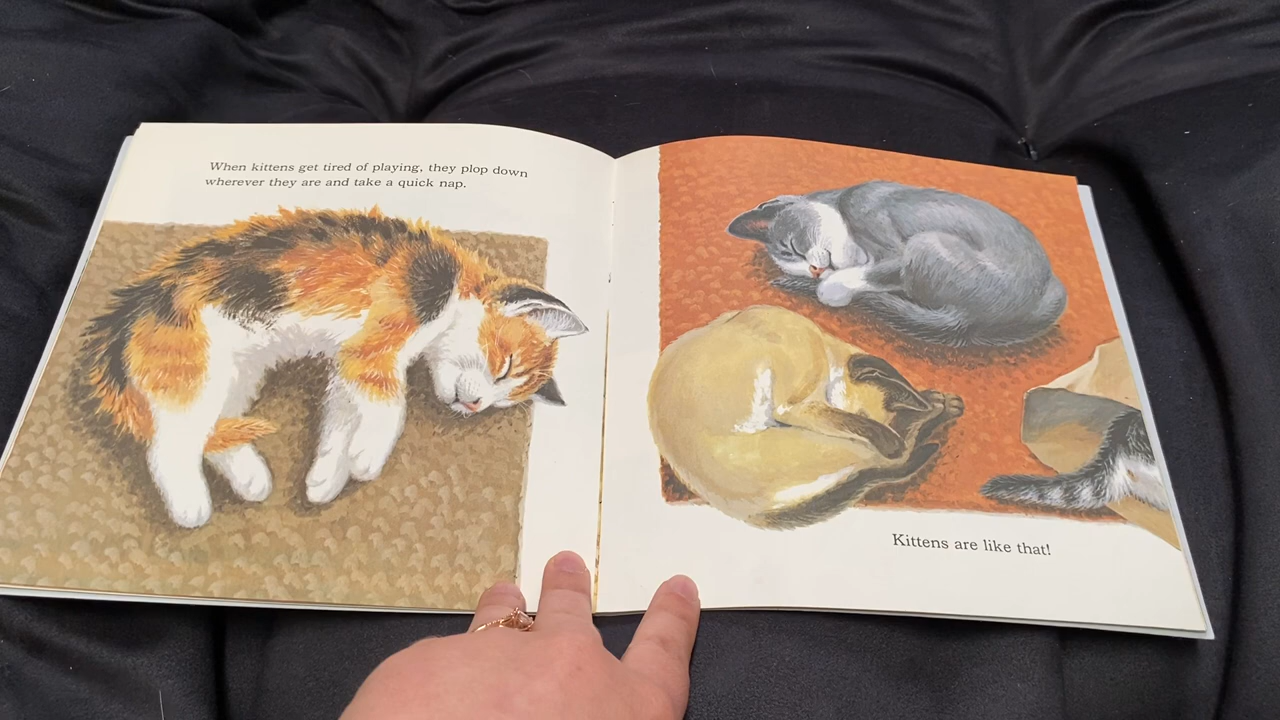 When kittens get tired of playing, they plop down
wherever they are and take a quick nap.
Kittens are like that!